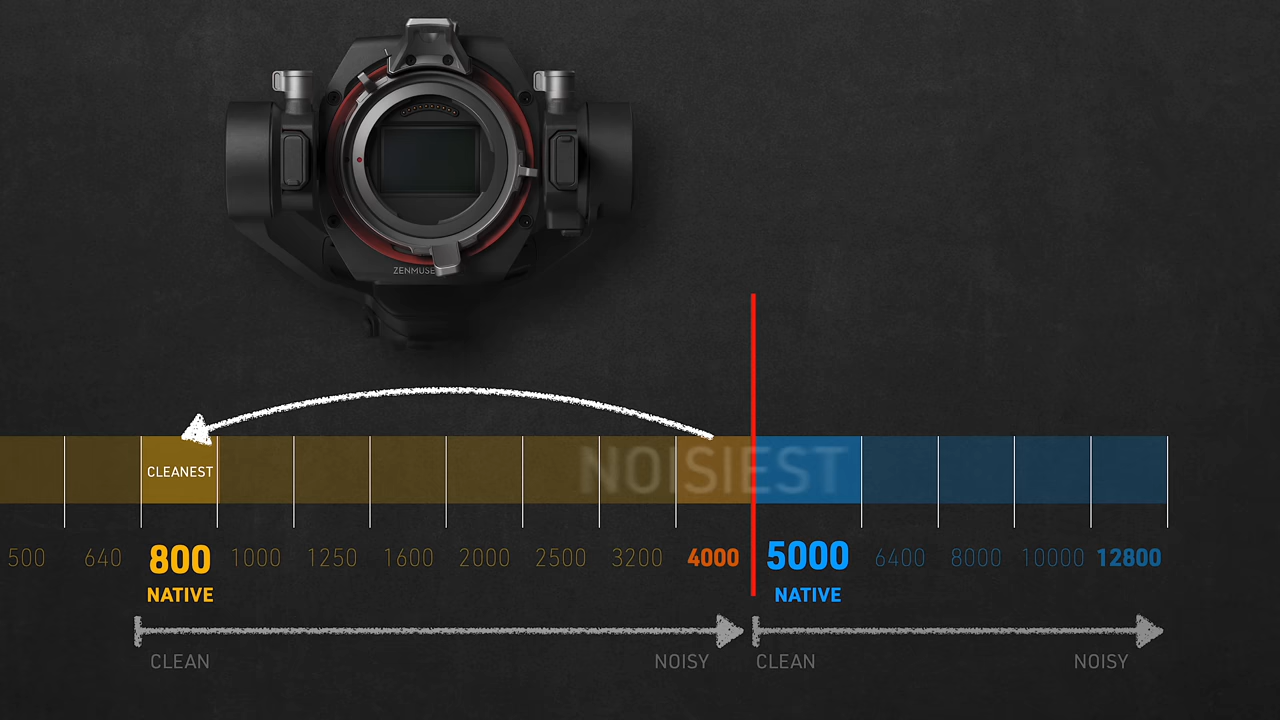 ZENMUSE
NOISIEST
CLEANEST
500 640 800 1000 1250 1600 2000 2500 3200 4000 5000 6400 8000 10000 12800
NATIVE NATIVE
CLEAN NOISY CLEAN NOISY